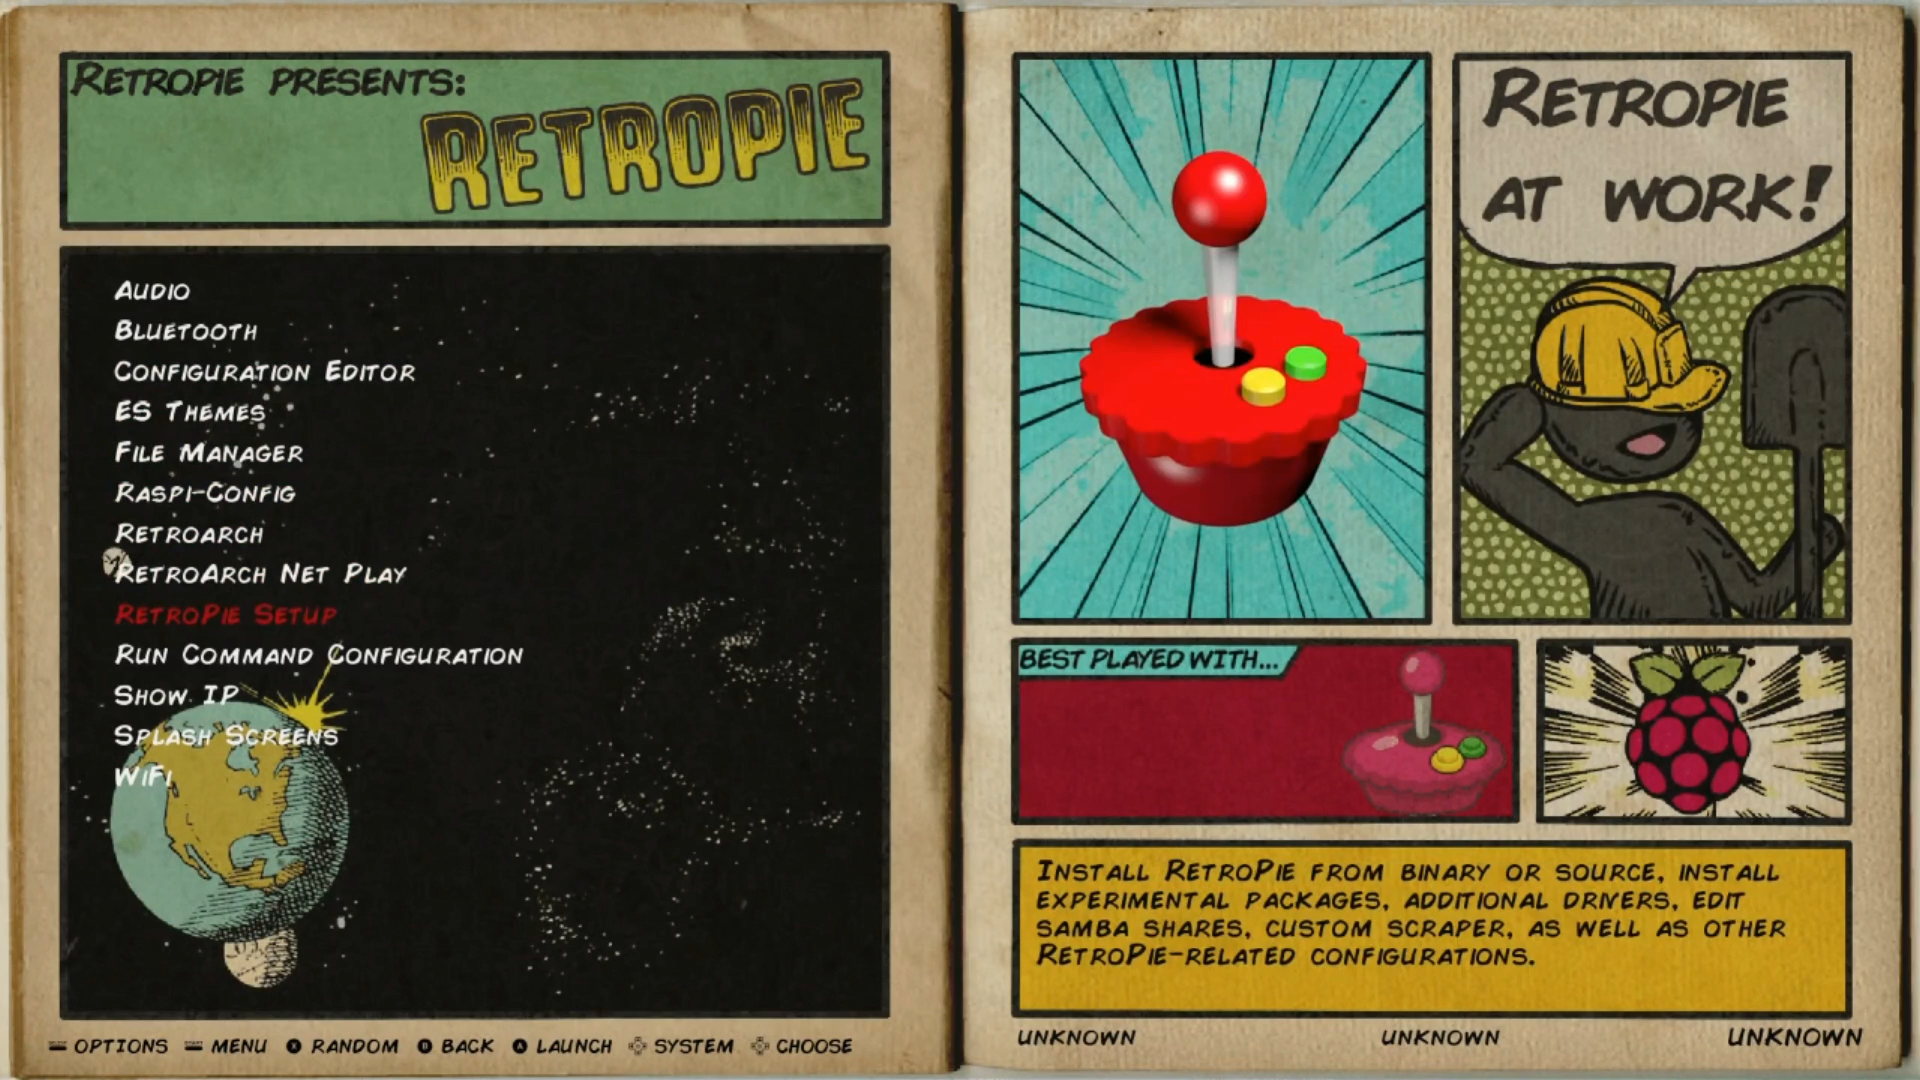 RETROPIE PRESENTS:
RETROPIE
AUDIO
BLUETOOTH
CONFIGURATION EDITOR
ES THEMES
FILE MANAGER
RASPI-CONFIG
RETROARCH
RETROARCH NET PLAY
RETROPIE SETUP
RUN COMMAND CONFIGURATION
SHOW IP
SPLASH SCREENS
WIFI
OPTIONS MENU RANDOM BACK LAUNCH SYSTEM CHOOSE
RETROPIE
AT WORK!
BEST PLAYED WITH...
INSTALL RETROPIE FROM BINARY OR SOURCE, INSTALL
EXPERIMENTAL PACKAGES, ADDITIONAL DRIVERS, EDIT
SAMBA SHARES, CUSTOM SCRAPER, AS WELL AS OTHER
RETROPIE-RELATED CONFIGURATIONS.
UNKNOWN UNKNOWN UNKNOWN